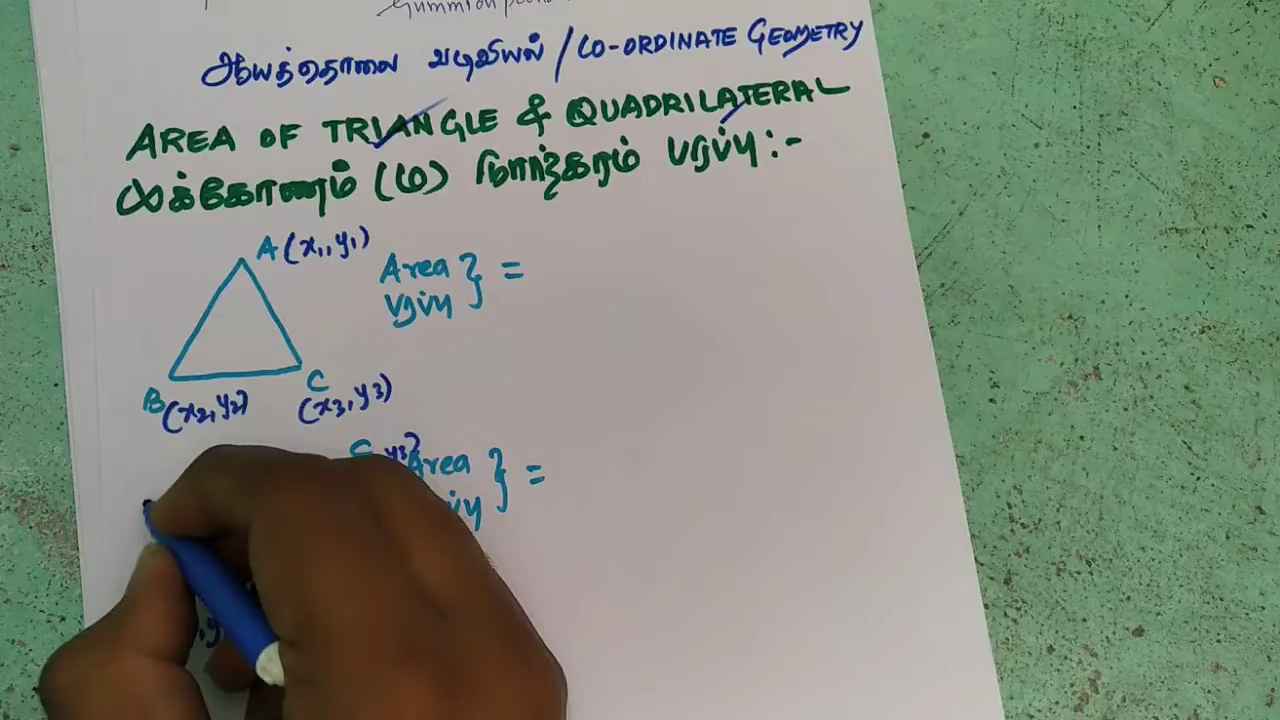 ஆயத்தொலை வடிவியல் / CO-ORDINATE GEOMETRY
AREA OF TRIANGLE & QUADRILATERAL
முக்கோணம் (ம) நாற்கரம் பரப்பு :-
A (x₁, y₁)
Area } =
பரப்பு
B (x₂, y₂)
C (x₃, y₃)
C
y₃)
Area } =